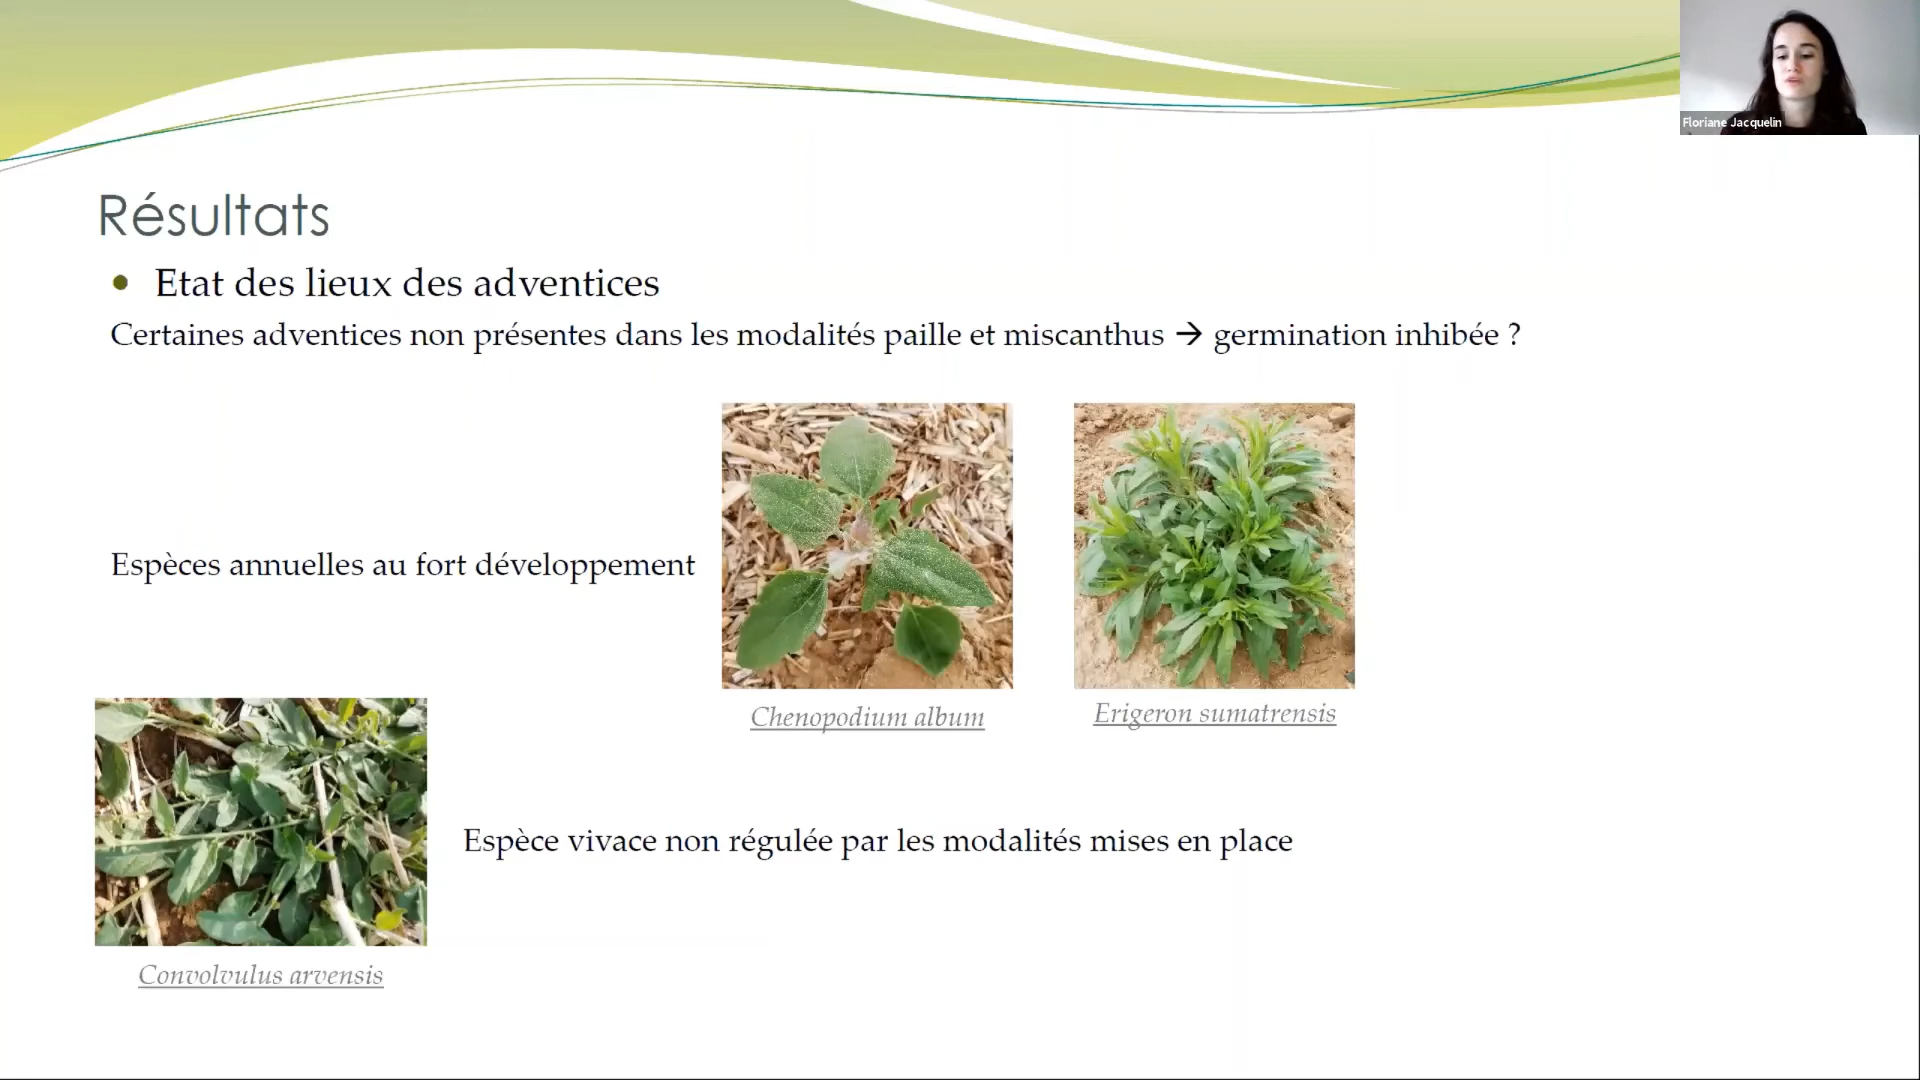 Floriane Jacquelin
Résultats
• Etat des lieux des adventices
Certaines adventices non présentes dans les modalités paille et miscanthus → germination inhibée ?
Espèces annuelles au fort développement
Chenopodium album
Erigeron sumatrensis
Espèce vivace non régulée par les modalités mises en place
Convolvulus arvensis